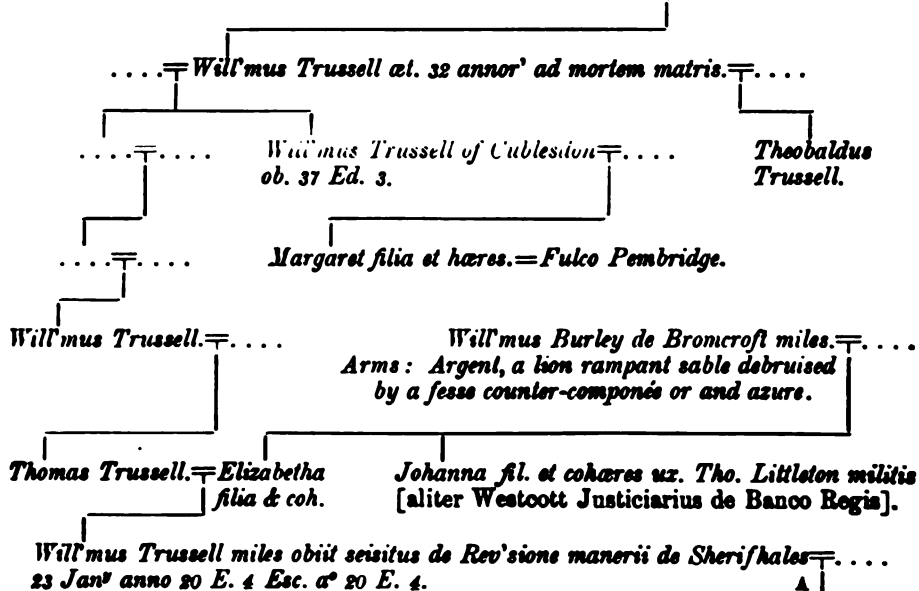 ....Will'mus Trussell æt. 32 annor' ad mortem matris.....
........
Will'mus Trussell of Cublesdon....
ob. 37 Ed. 3.
Theobaldus
Trussell.
........
Margaret filia et hæres.=Fulco Pembridge.
Will'mus Trussell.....
Will'mus Burley de Bromcroft miles.....
Arms: Argent, a lion rampant sable debruised
by a fesse counter-componée or and azure.
Thomas Trussell.=Elizabetha
filia & coh.
Johanna fil. et cohæres ux. Tho. Littleton militis
[aliter Westcott Justiciarius de Banco Regis].
Will'mus Trussell miles obiit seisitus de Rev'sione manerii de Sherifhales....
23 Janʸ anno 20 E. 4 Esc. aº 20 E. 4.
A